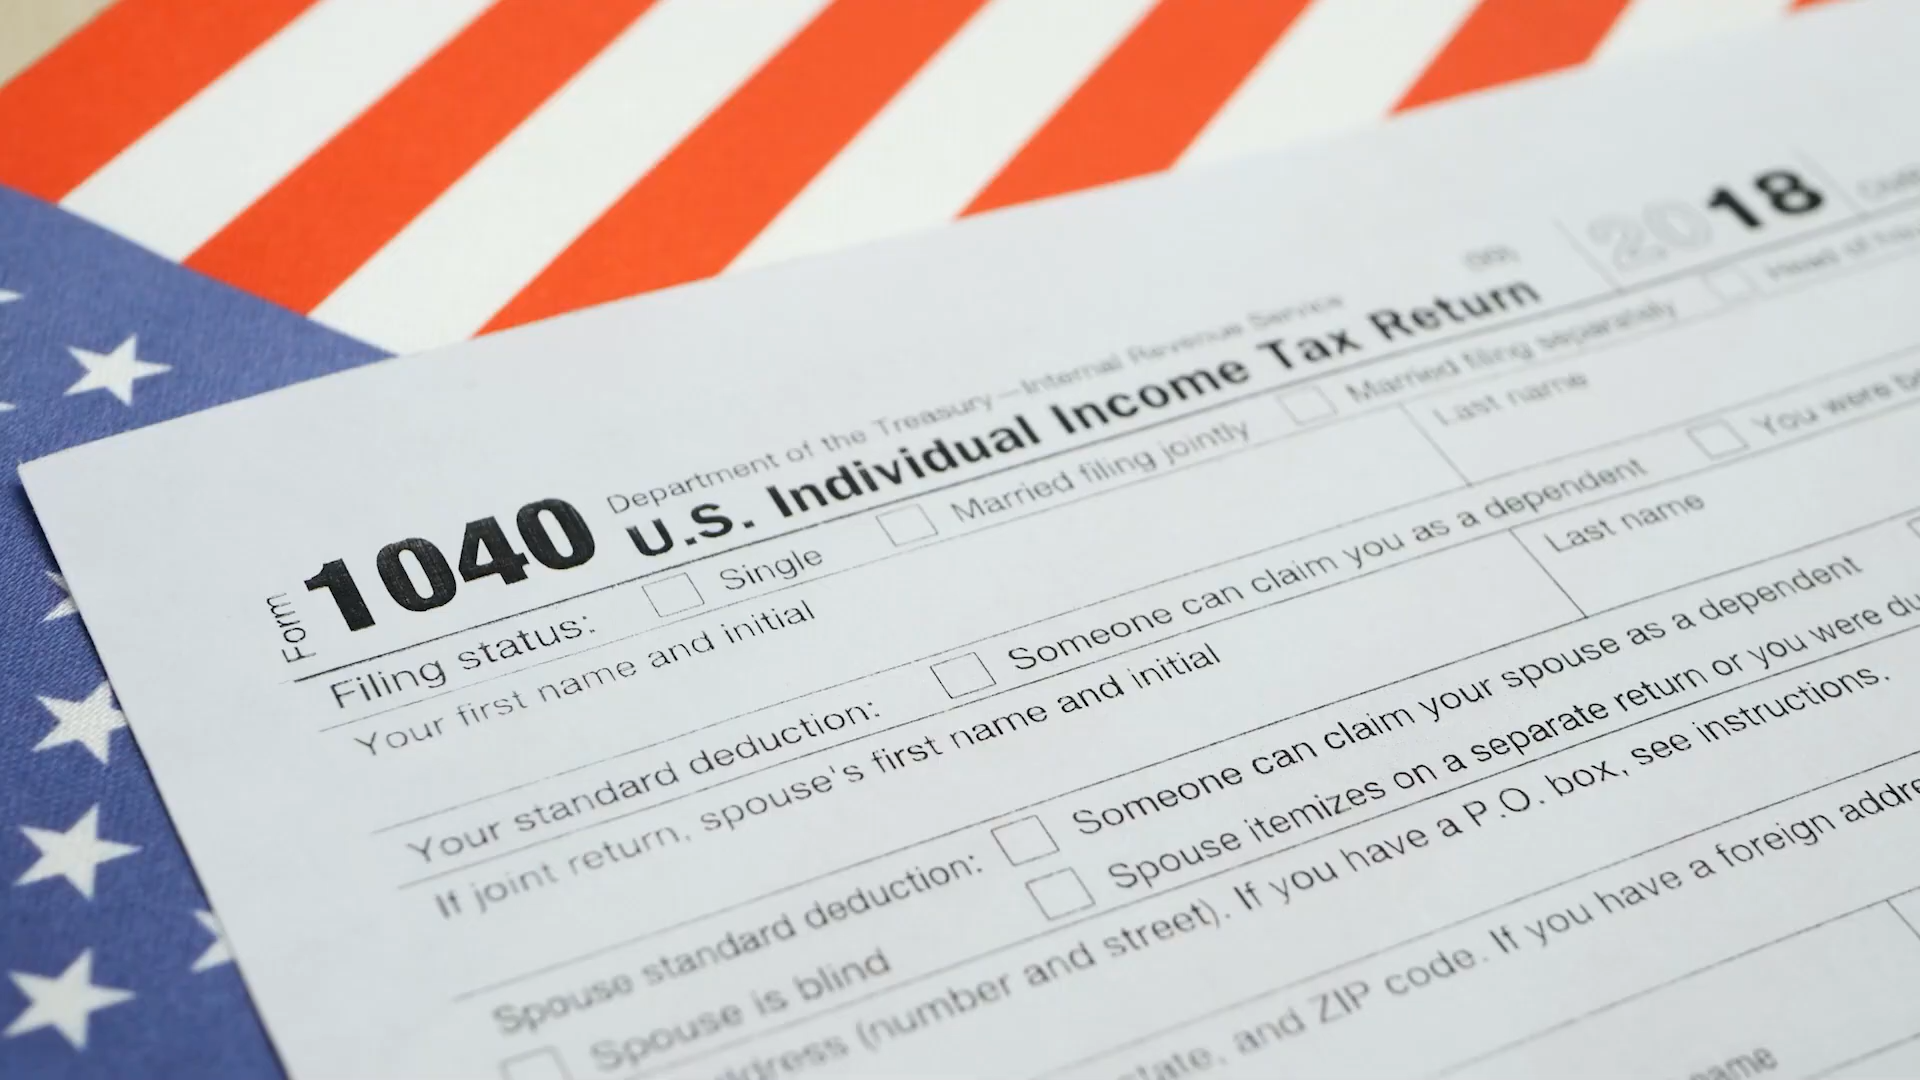 Department of the Treasury—Internal Revenue Service (99)
Form 1040 U.S. Individual Income Tax Return 2018
Filing status: Single Married filing jointly Married filing separately Head of
Your first name and initial Last name
Your standard deduction: Someone can claim you as a dependent You were
If joint return, spouse's first name and initial Last name
Spouse standard deduction: Someone can claim your spouse as a dependent
Spouse is blind Spouse itemizes on a separate return or you were
(number and street). If you have a P.O. box, see instructions.
and ZIP code. If you have a foreign